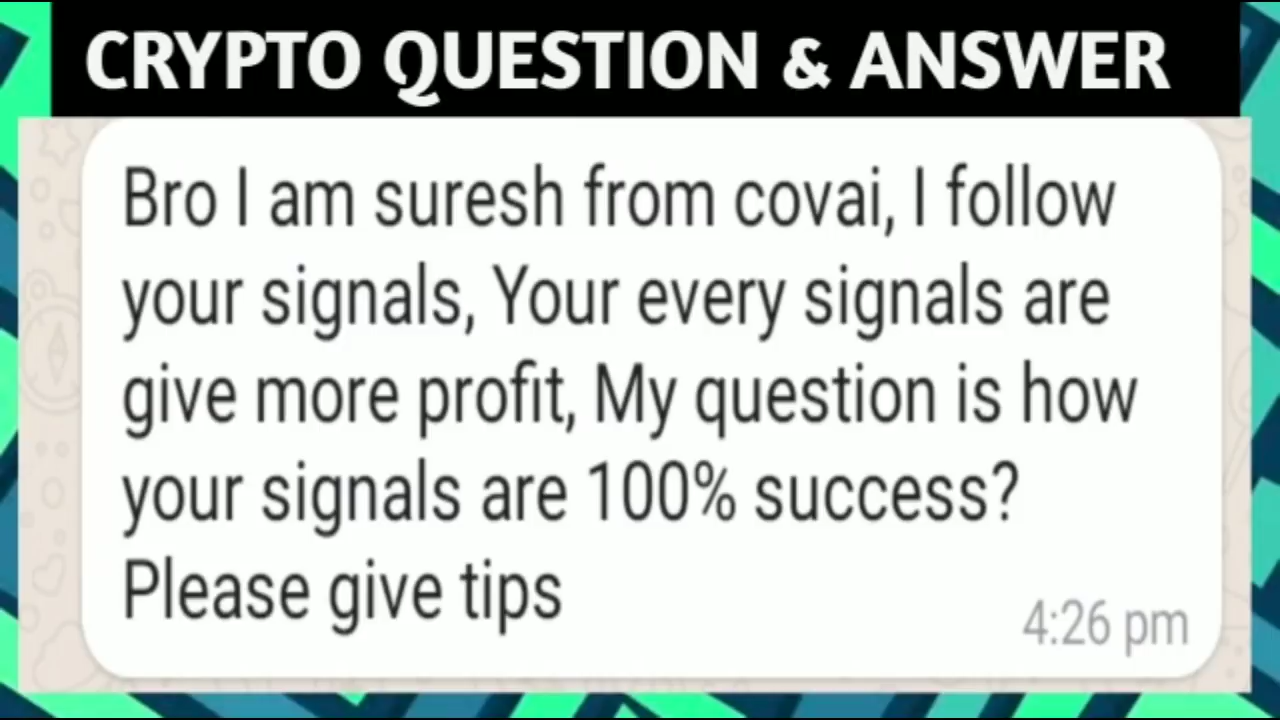 CRYPTO QUESTION & ANSWER
Bro I am suresh from covai, I follow
your signals, Your every signals are
give more profit, My question is how
your signals are 100% success?
Please give tips
4:26 pm